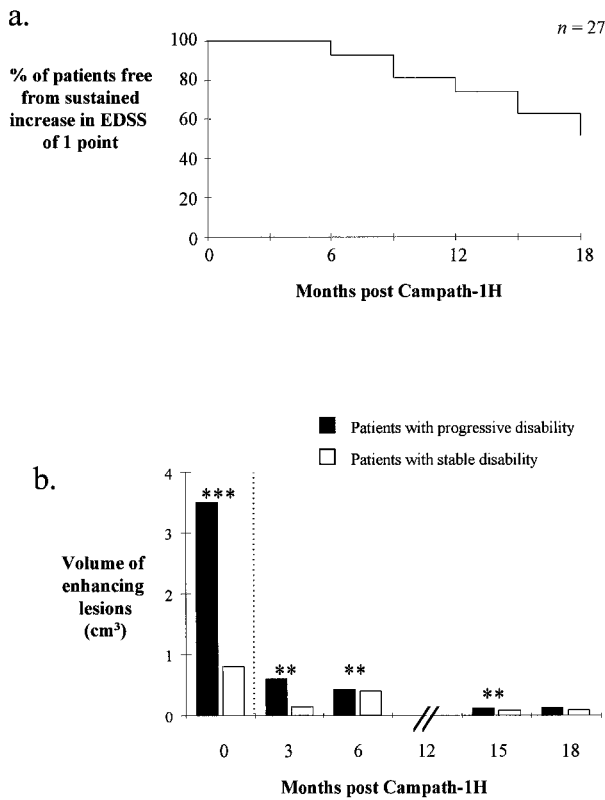 a.
n = 27
% of patients free
from sustained
increase in EDSS
of 1 point
100
80
60
40
20
0
0 6 12 18
Months post Campath-1H
Patients with progressive disability
Patients with stable disability
b.
Volume of
enhancing
lesions
(cm³)
4
3
2
1
0
***
**
**
**
0 3 6 12 15 18
Months post Campath-1H